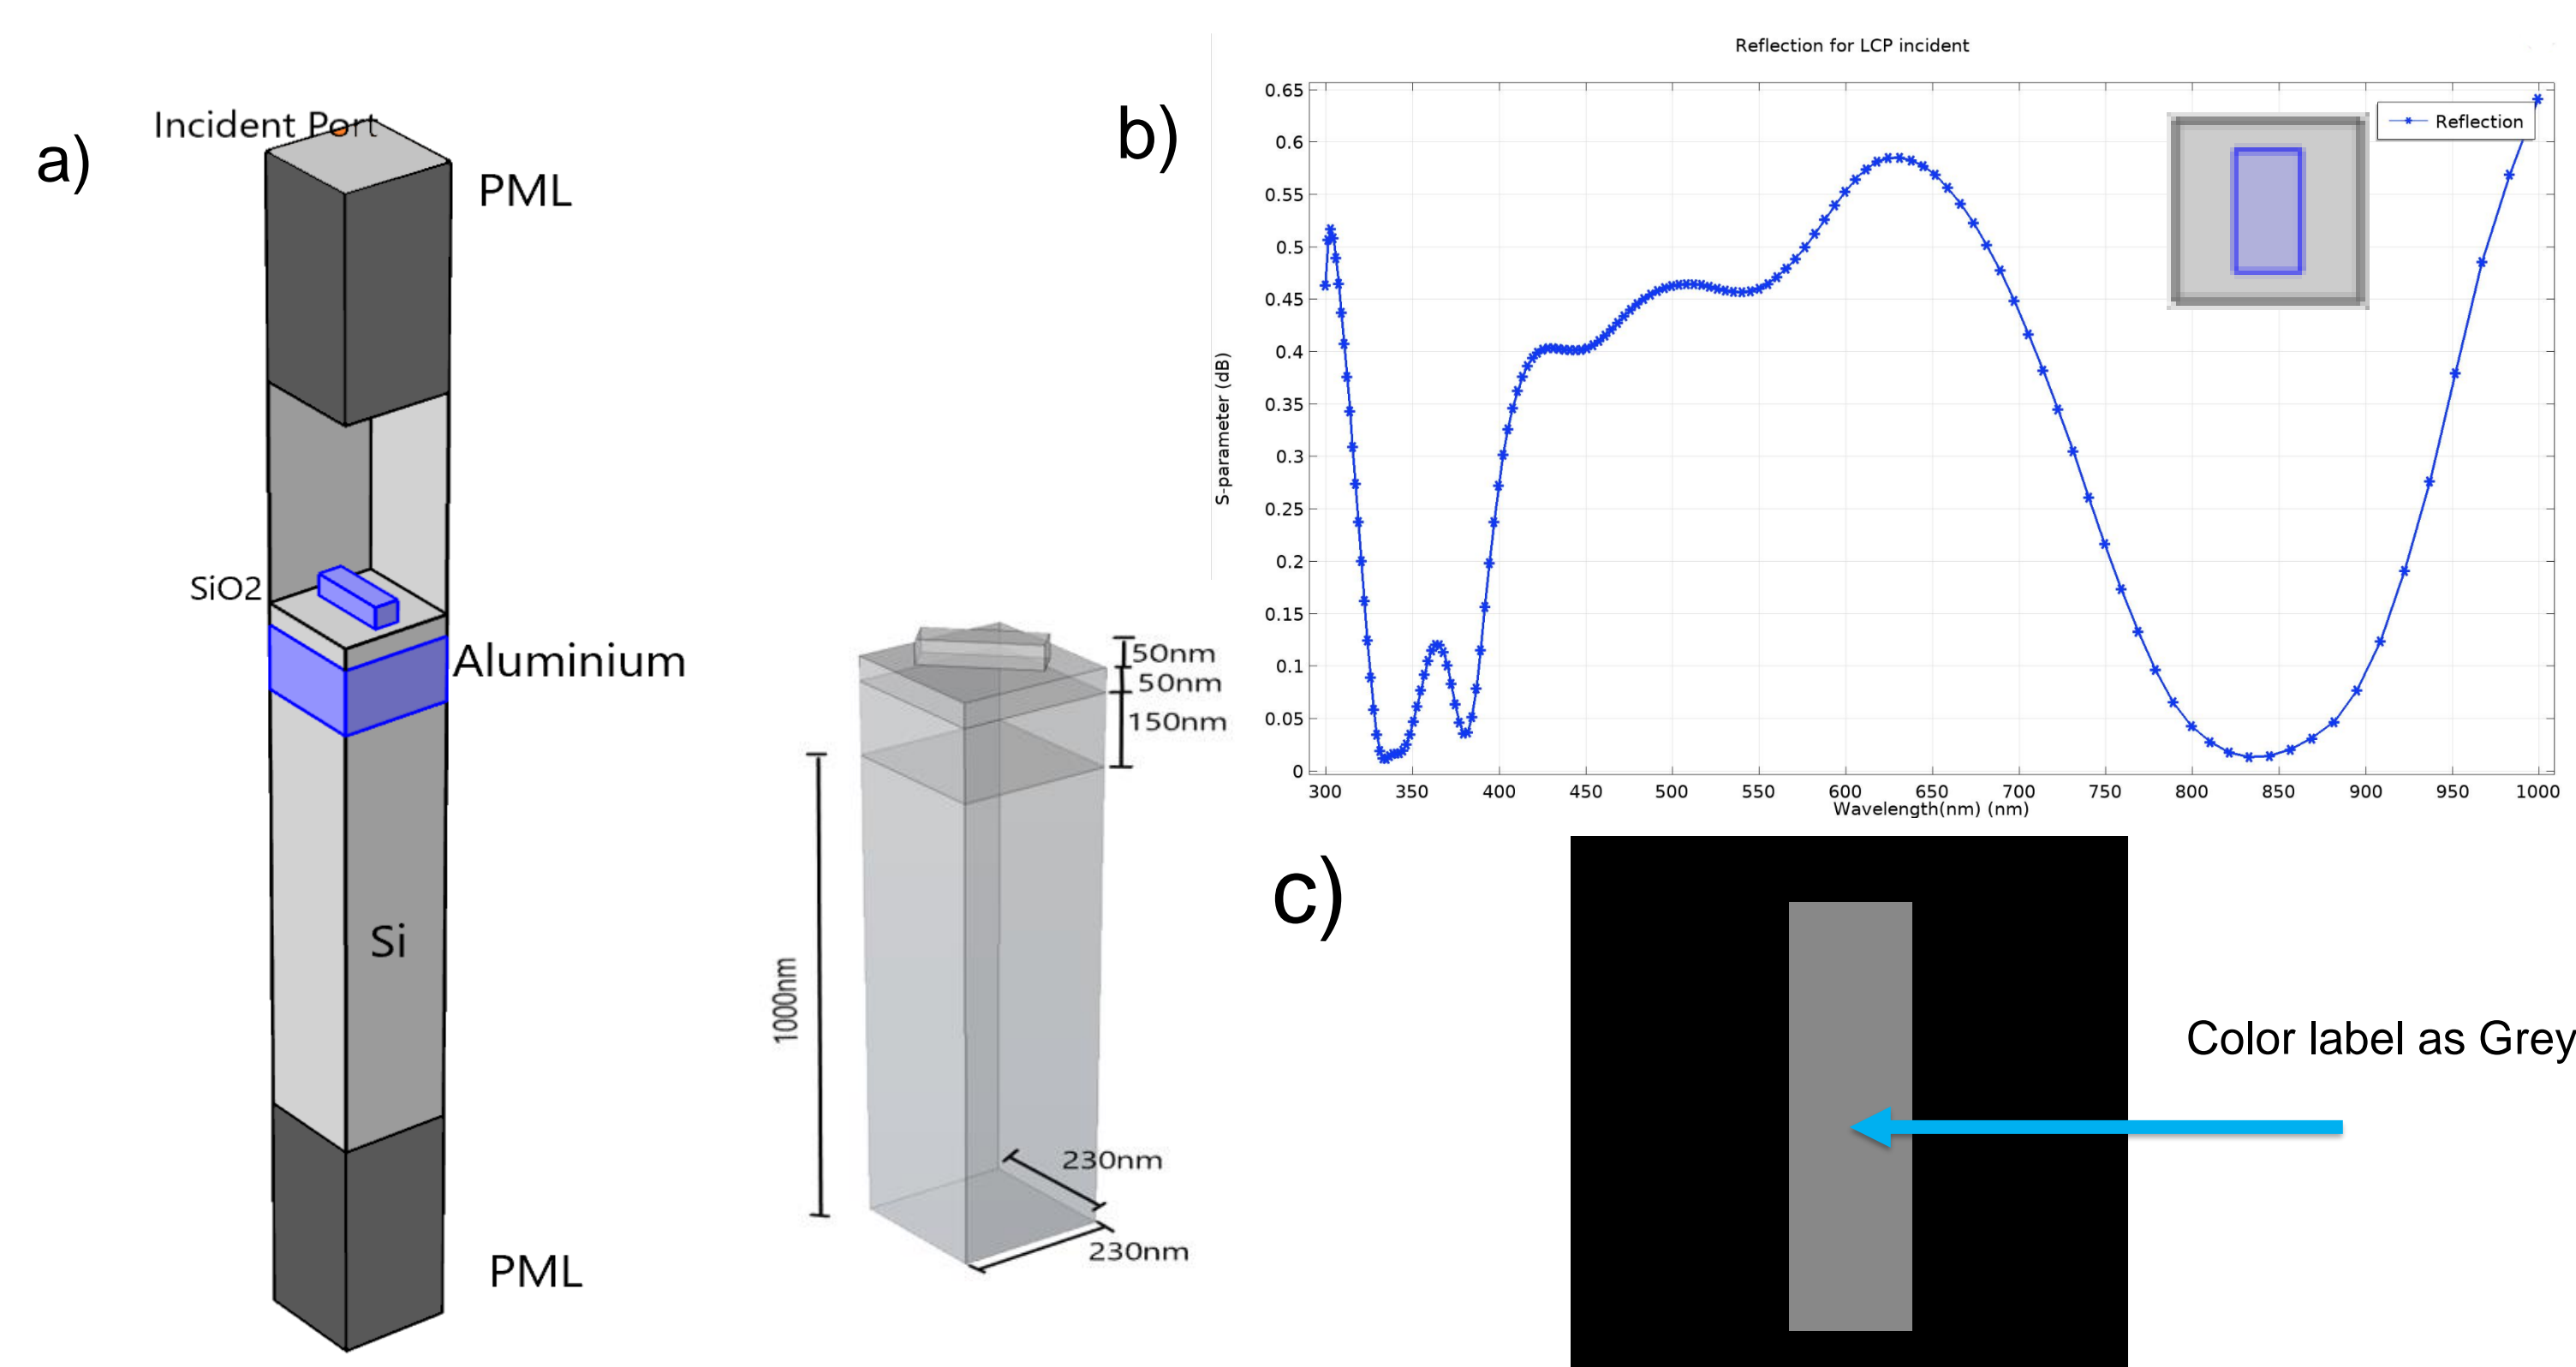 a)
Incident Port
PML
SiO2
Aluminium
Si
PML
50nm
50nm
150nm
1000nm
230nm
230nm
b)
Reflection for LCP incident
Reflection
S-parameter (dB)
0.65
0.6
0.55
0.5
0.45
0.4
0.35
0.3
0.25
0.2
0.15
0.1
0.05
0
300 350 400 450 500 550 600 650 700 750 800 850 900 950 1000
Wavelength(nm) (nm)
c)
Color label as Grey